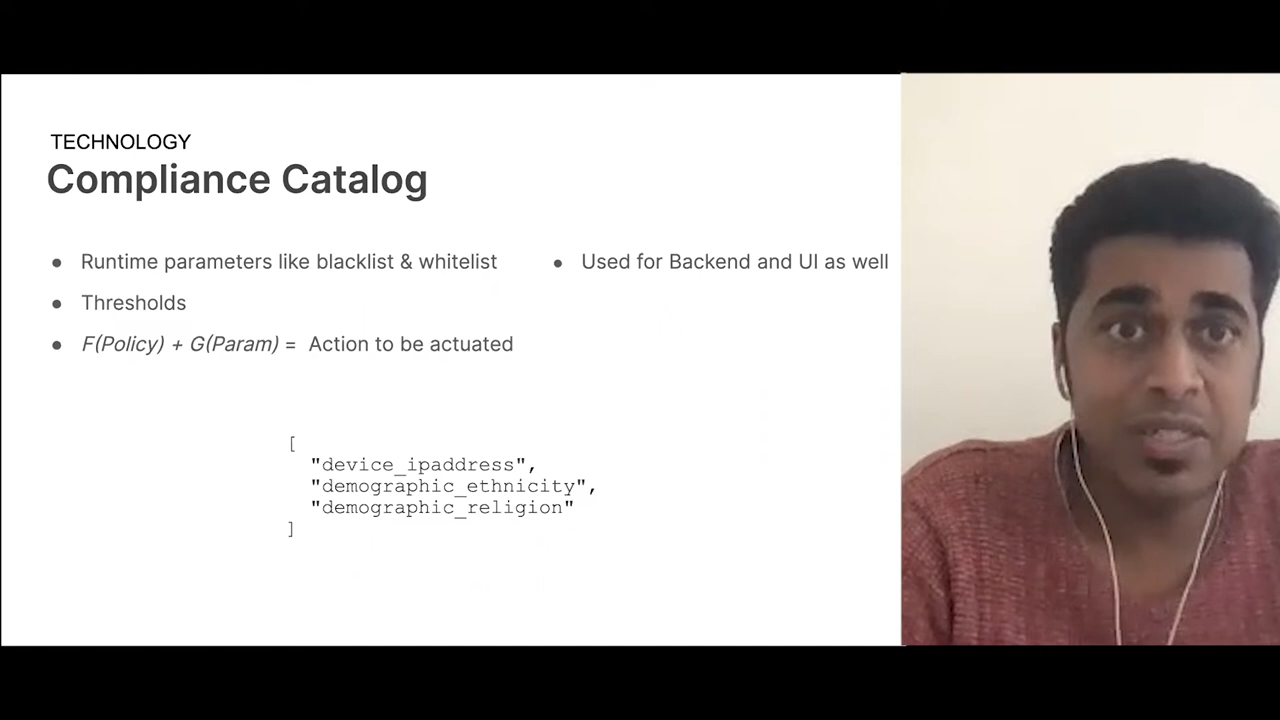 TECHNOLOGY
Compliance Catalog
● Runtime parameters like blacklist & whitelist
● Thresholds
● F(Policy) + G(Param) = Action to be actuated
● Used for Backend and UI as well
[
"device_ipaddress",
"demographic_ethnicity",
"demographic_religion"
]